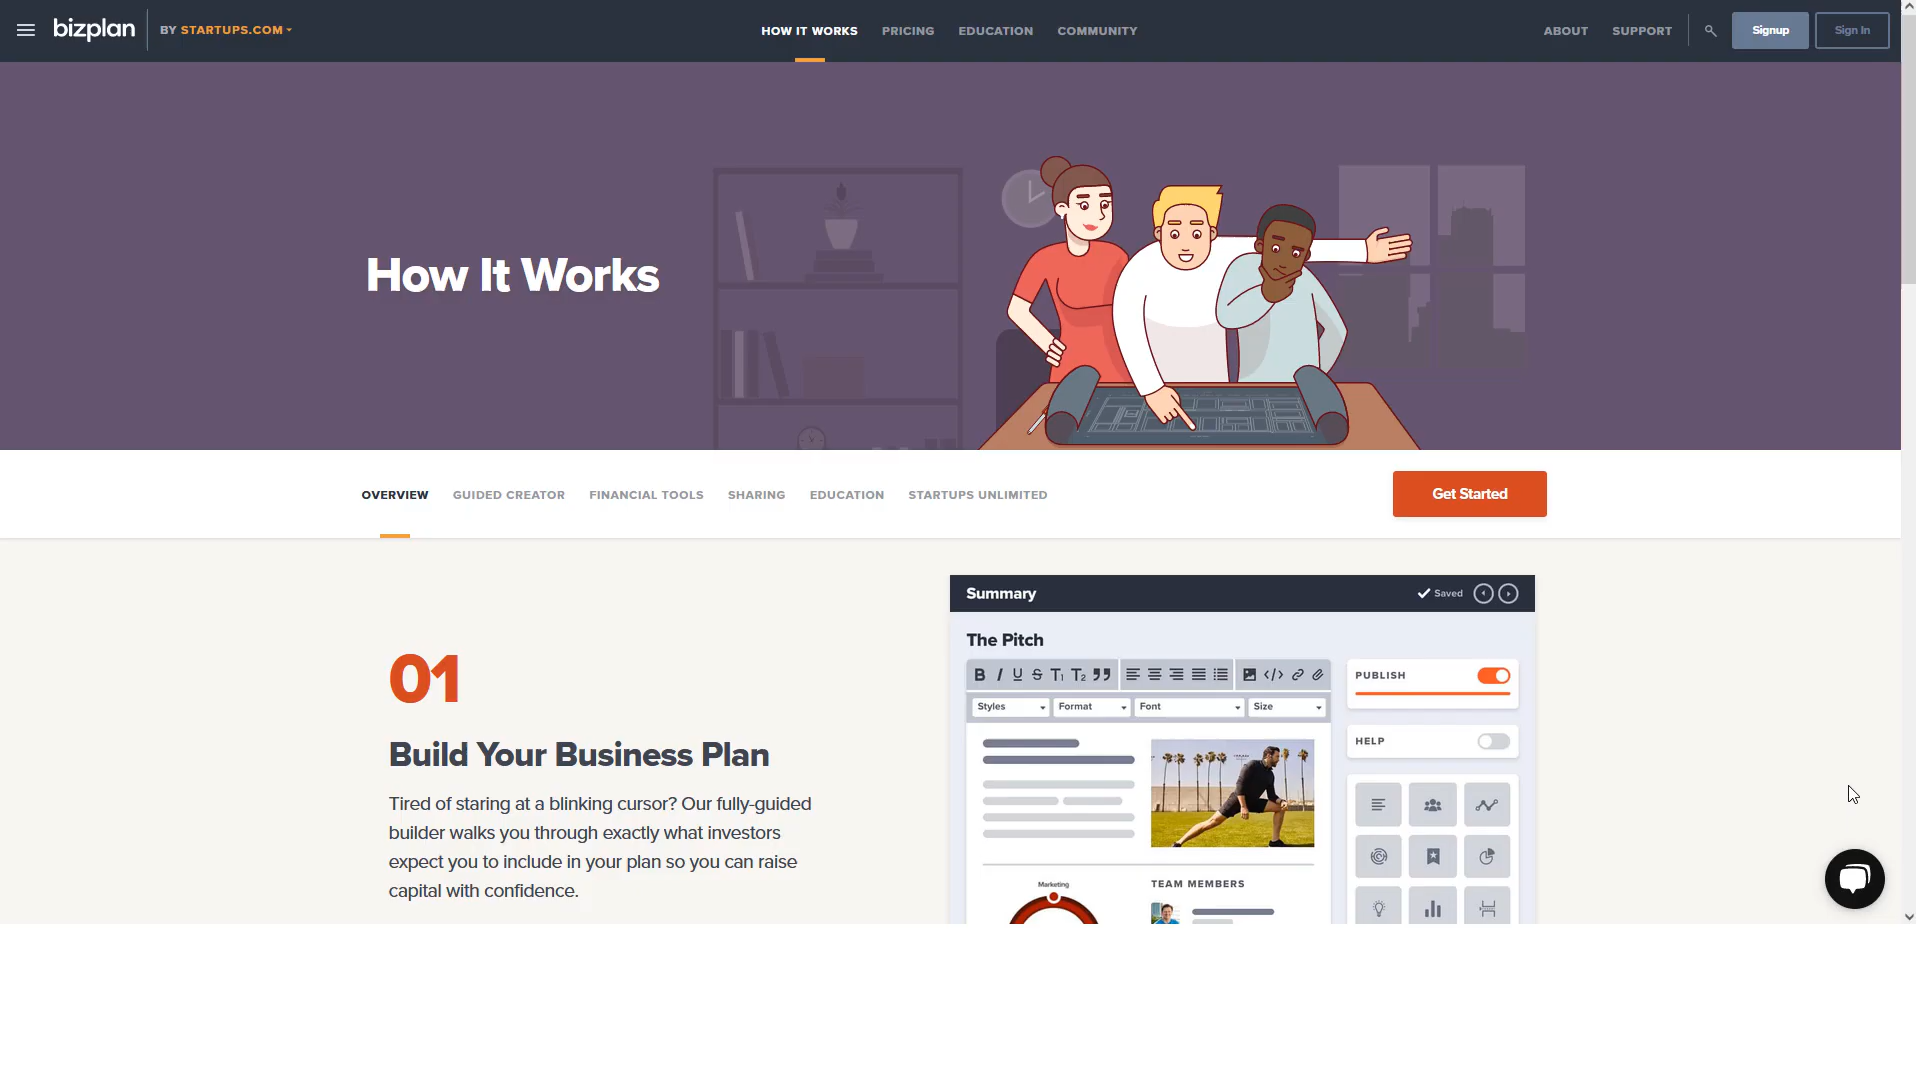 bizplan
BY STARTUPS.COM
HOW IT WORKS
PRICING
EDUCATION
COMMUNITY
ABOUT
SUPPORT
Signup
Sign In
How It Works
OVERVIEW
GUIDED CREATOR
FINANCIAL TOOLS
SHARING
EDUCATION
STARTUPS UNLIMITED
Get Started
01
Build Your Business Plan
Tired of staring at a blinking cursor? Our fully-guided
builder walks you through exactly what investors
expect you to include in your plan so you can raise
capital with confidence.
Summary
Saved
The Pitch
B I U S T1 T2
Styles
Format
Font
Size
PUBLISH
HELP
Marketing
TEAM MEMBERS